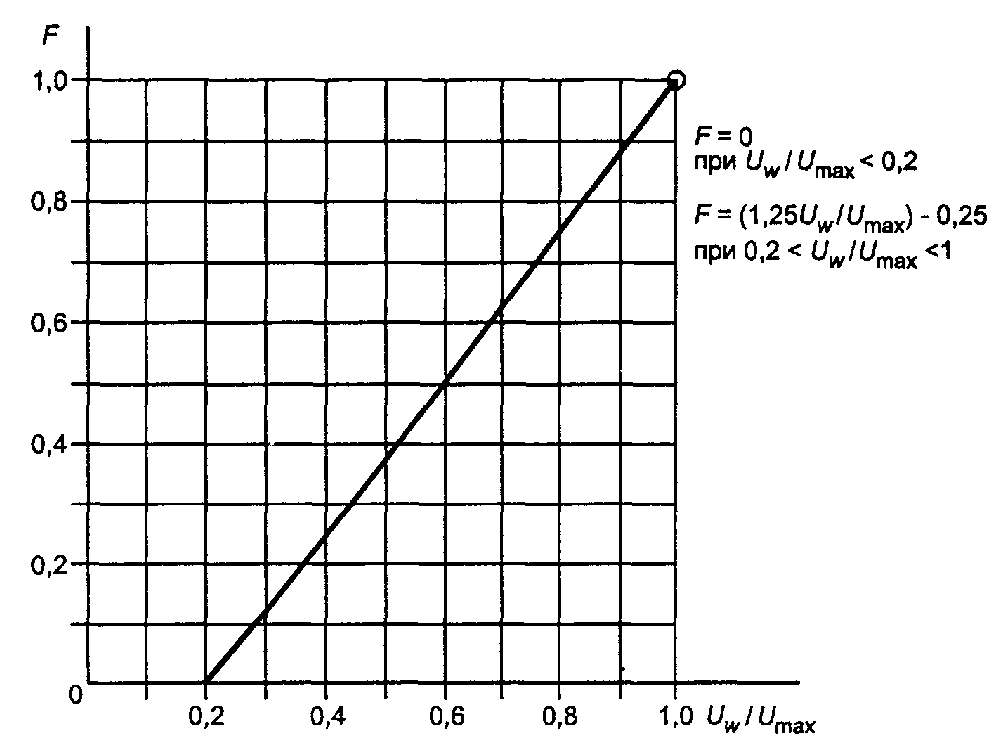 F
1,0
0,8
0,6
0,4
0,2
0
0,2 0,4 0,6 0,8 1,0 U_w / U_max
F = 0
при U_w / U_max < 0,2
F = (1,25U_w / U_max) - 0,25
при 0,2 < U_w / U_max <1